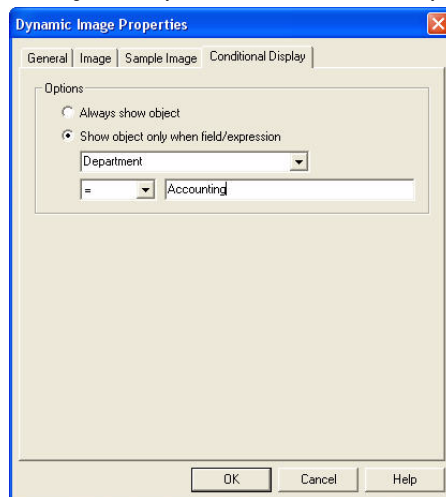 Dynamic Image Properties
General Image Sample Image Conditional Display
Options
Always show object
Show object only when field/expression
Department
= Accounting
OK Cancel Help